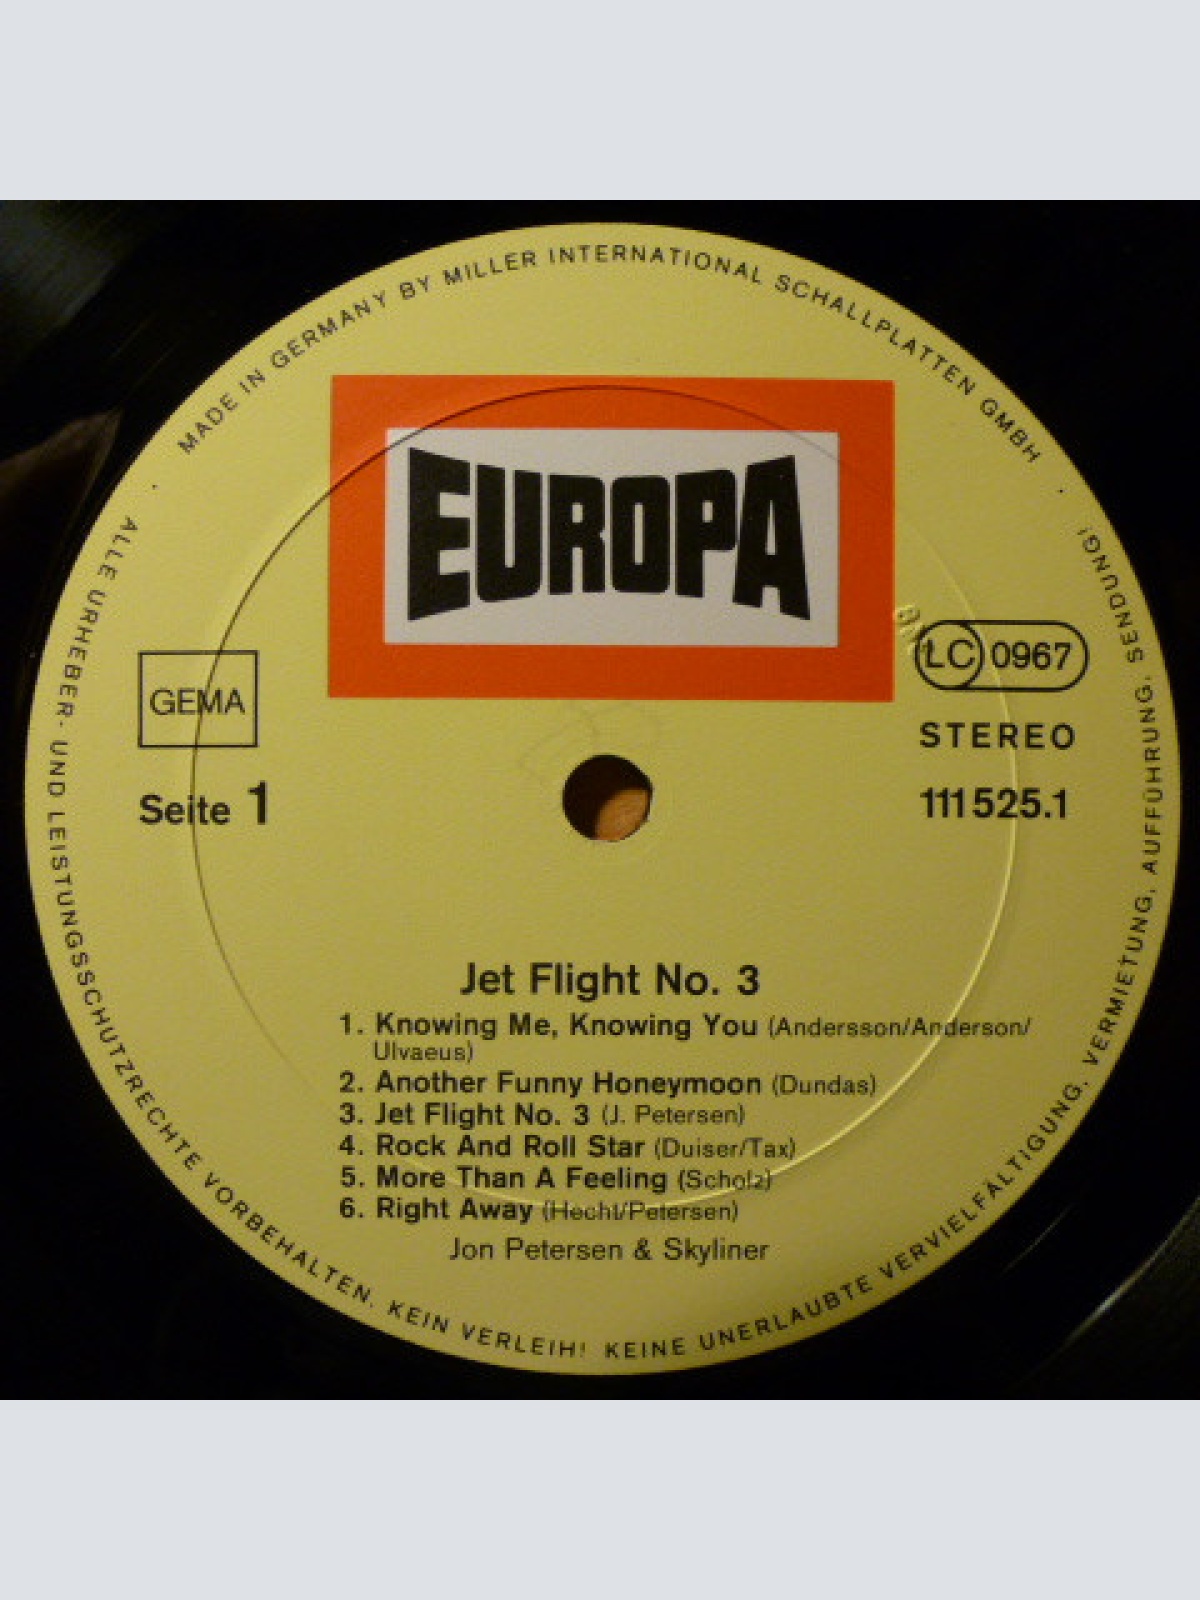 MADE IN GERMANY BY MILLER INTERNATIONAL SCHALLPLATTEN GMBH
EUROPA
GEMA
LC 0967
STEREO
Seite 1
111 525.1
Jet Flight No. 3
1. Knowing Me, Knowing You (Andersson/Anderson/
Ulvaeus)
2. Another Funny Honeymoon (Dundas)
3. Jet Flight No. 3 (J. Petersen)
4. Rock And Roll Star (Duiser/Tax)
5. More Than A Feeling (Scholz)
6. Right Away (Hecht/Petersen)
Jon Petersen & Skyliner
ALLE URHEBER- UND LEISTUNGSSCHUTZRECHTE VORBEHALTEN. KEIN VERLEIH! KEINE UNERLAUBTE VERVIELFÄLTIGUNG, VERMIETUNG, AUFFÜHRUNG, SENDUNG!